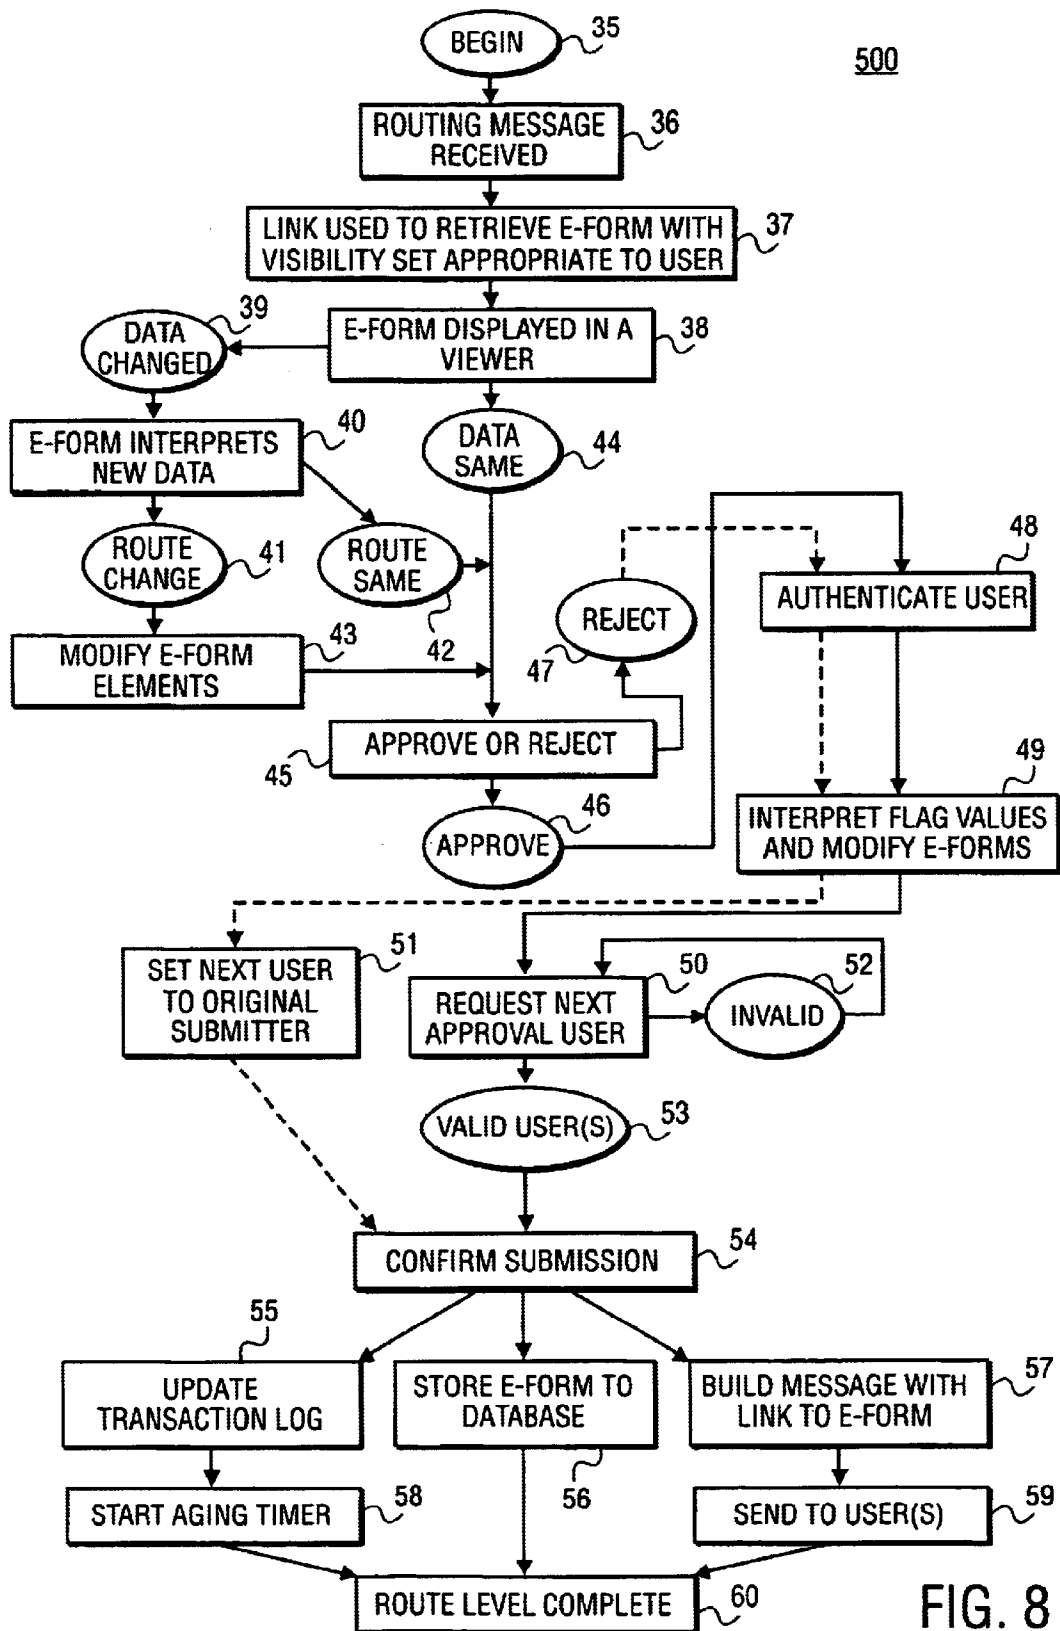 BEGIN
35
500
ROUTING MESSAGE
RECEIVED
36
LINK USED TO RETRIEVE E-FORM WITH
VISIBILITY SET APPROPRIATE TO USER
37
39
DATA
CHANGED
E-FORM DISPLAYED IN A
VIEWER
38
E-FORM INTERPRETS
NEW DATA
40
DATA
SAME
44
ROUTE
CHANGE
41
ROUTE
SAME
42
REJECT
47
48
AUTHENTICATE USER
MODIFY E-FORM
ELEMENTS
43
APPROVE OR REJECT
45
46
APPROVE
49
INTERPRET FLAG VALUES
AND MODIFY E-FORMS
51
SET NEXT USER
TO ORIGINAL
SUBMITTER
50
REQUEST NEXT
APPROVAL USER
52
INVALID
VALID USER(S)
53
CONFIRM SUBMISSION
54
55
UPDATE
TRANSACTION LOG
STORE E-FORM TO
DATABASE
56
BUILD MESSAGE WITH
LINK TO E-FORM
57
START AGING TIMER
58
SEND TO USER(S)
59
ROUTE LEVEL COMPLETE
60
FIG. 8